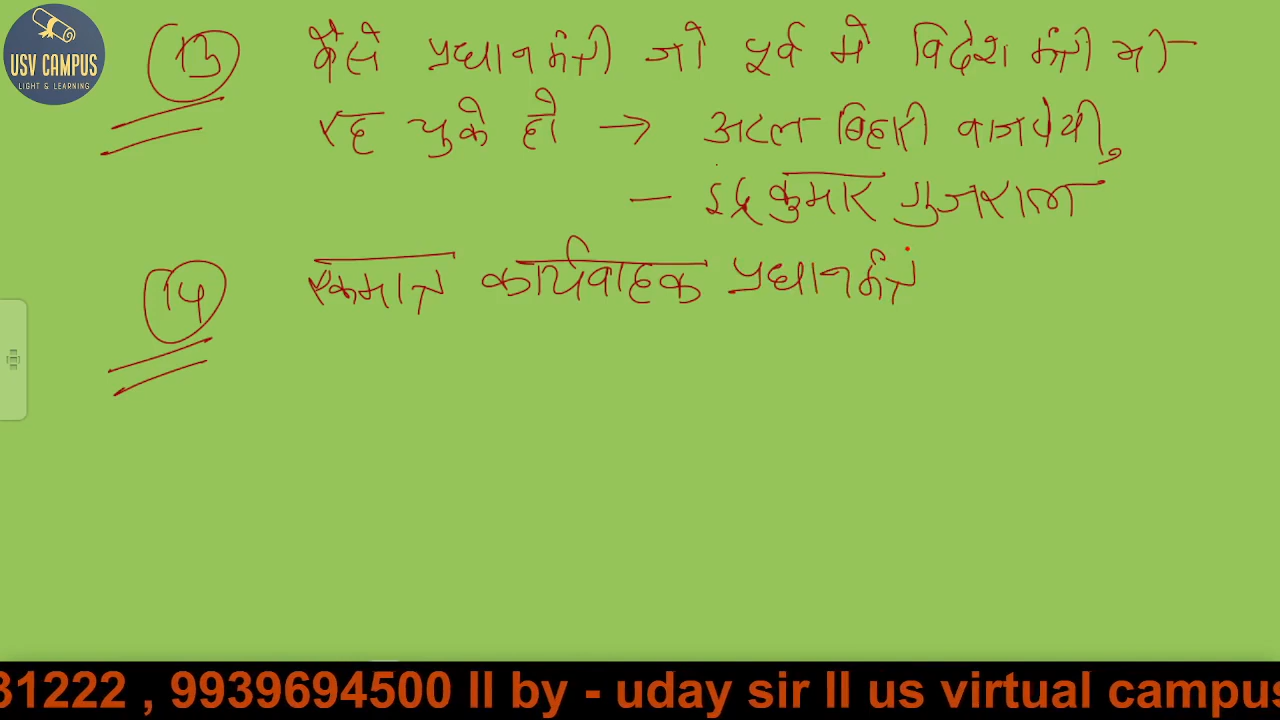 USV CAMPUS
LIGHT & LEARNING
13 कैसे प्रधानमंत्री जो पूर्व में विदेश मंत्री भी
रह चुके हो → अटल बिहारी वाजपेयी,
- इंद्रकुमार गुजराल
14 एकमात्र कार्यवाहक प्रधानमंत्र
31222 , 9939694500 ll by - uday sir ll us virtual campus